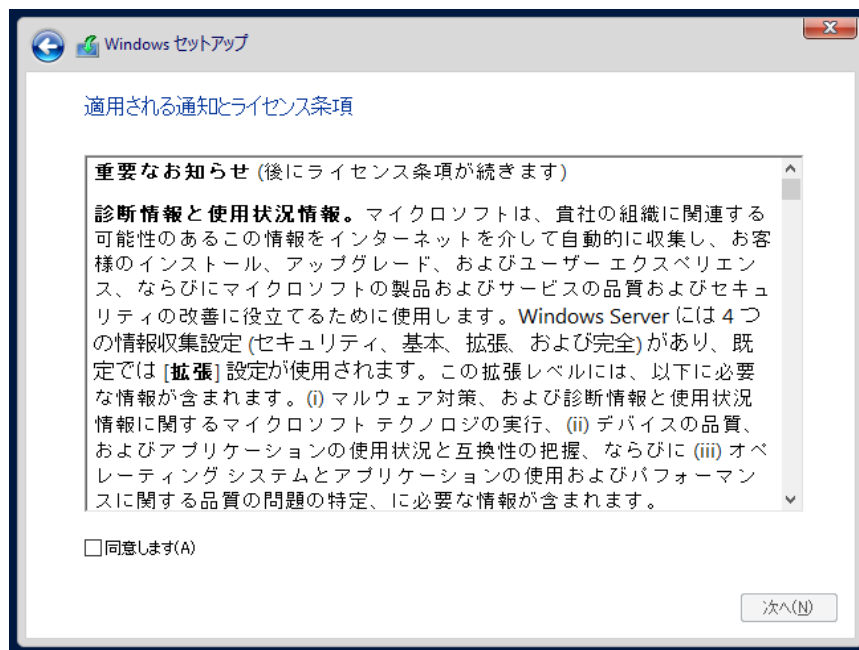 Windows セットアップ
適用される通知とライセンス条項
重要なお知らせ (後にライセンス条項が続きます)
診断情報と使用状況情報。マイクロソフトは、貴社の組織に関連する
可能性のあるこの情報をインターネットを介して自動的に収集し、お客
様のインストール、アップグレード、およびユーザー エクスペリエン
ス、ならびにマイクロソフトの製品およびサービスの品質およびセキュ
リティの改善に役立てるために使用します。Windows Server には 4 つ
の情報収集設定 (セキュリティ、基本、拡張、および完全) があり、既
定では [拡張] 設定が使用されます。この拡張レベルには、以下に必要
な情報が含まれます。(i) マルウェア対策、および診断情報と使用状況
情報に関するマイクロソフト テクノロジの実行、(ii) デバイスの品質、
およびアプリケーションの使用状況と互換性の把握、ならびに (iii) オペ
レーティング システムとアプリケーションの使用およびパフォーマン
スに関する品質の問題の特定、に必要な情報が含まれます。
同意します(A)
次へ(N)